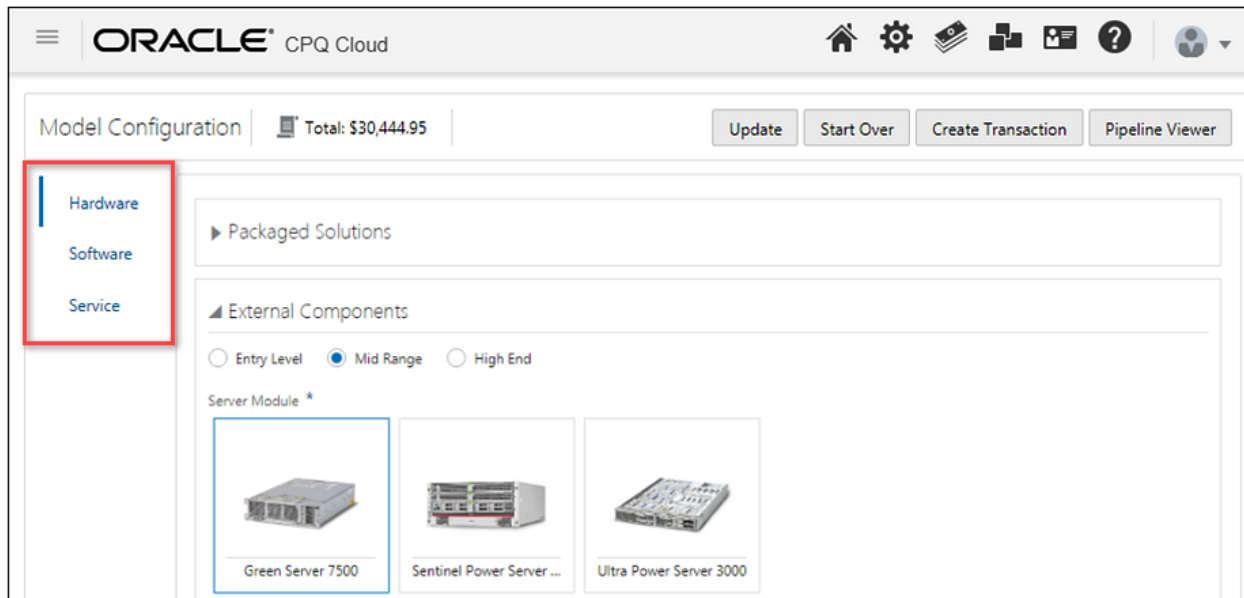 ORACLE® CPQ Cloud
Model Configuration Total: $30,444.95 Update Start Over Create Transaction Pipeline Viewer
Hardware
Software
Service
Packaged Solutions
External Components
Entry Level Mid Range High End
Server Module *
Green Server 7500 Sentinel Power Server ... Ultra Power Server 3000